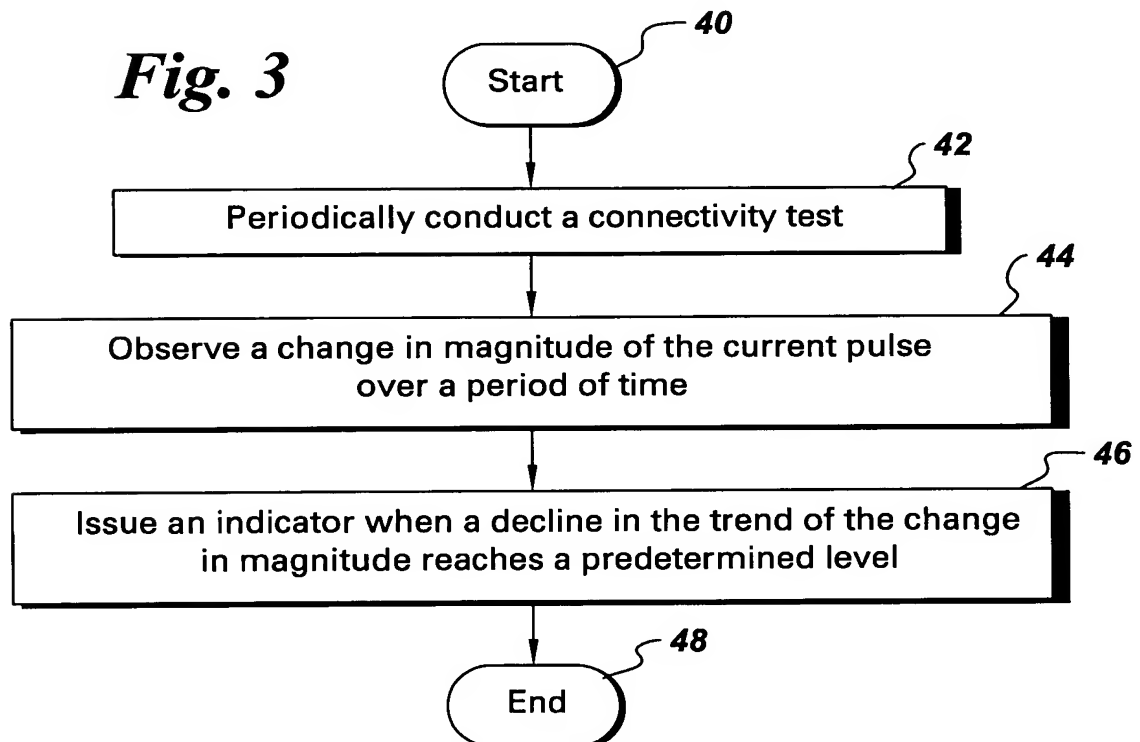 Fig. 3
40
Start
42
Periodically conduct a connectivity test
44
Observe a change in magnitude of the current pulse
over a period of time
46
Issue an indicator when a decline in the trend of the change
in magnitude reaches a predetermined level
48
End